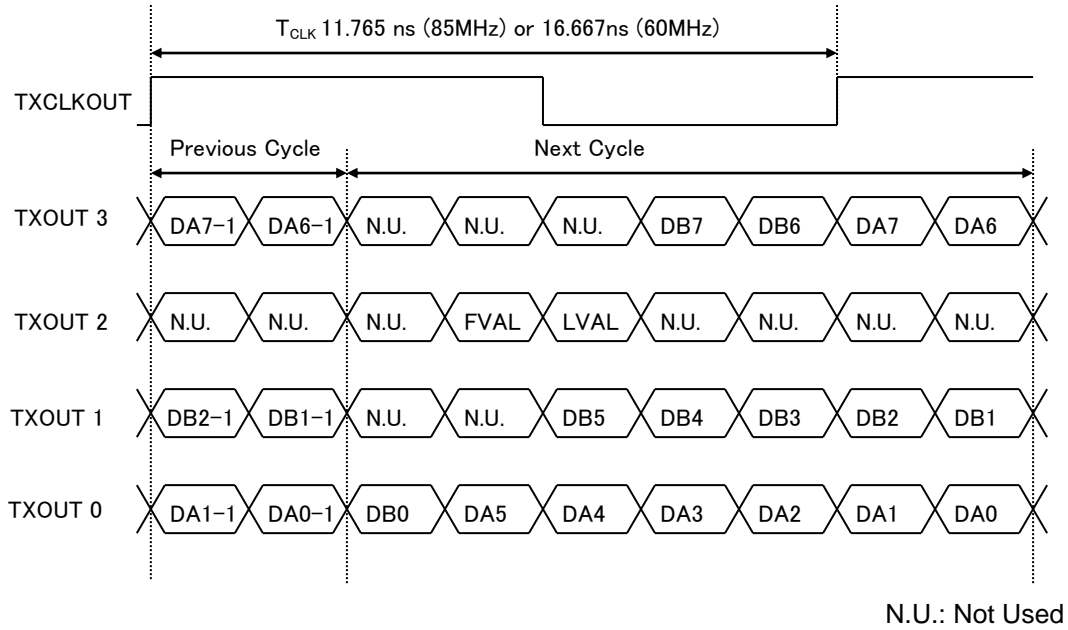 T_CLK 11.765 ns (85MHz) or 16.667ns (60MHz)
TXCLKOUT
Previous Cycle Next Cycle
TXOUT 3 DA7-1 DA6-1 N.U. N.U. N.U. DB7 DB6 DA7 DA6
TXOUT 2 N.U. N.U. N.U. FVAL LVAL N.U. N.U. N.U. N.U.
TXOUT 1 DB2-1 DB1-1 N.U. N.U. DB5 DB4 DB3 DB2 DB1
TXOUT 0 DA1-1 DA0-1 DB0 DA5 DA4 DA3 DA2 DA1 DA0
N.U.: Not Used